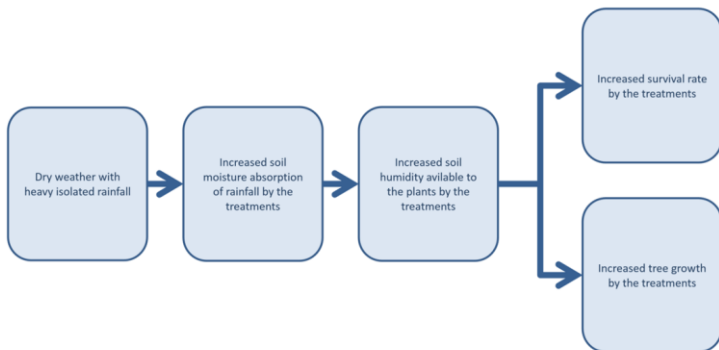 Dry weather with
heavy isolated rainfall
Increased soil
moisture absorption
of rainfall by the
treatments
Increased soil
humidity avilable to
the plants by the
treatments
Increased survival rate
by the treatments
Increased tree growth
by the treatments